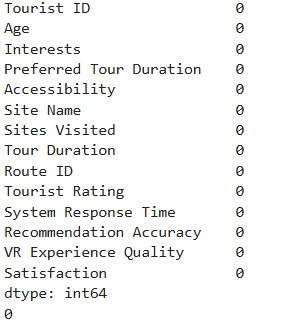 Tourist ID 0
Age 0
Interests 0
Preferred Tour Duration 0
Accessibility 0
Site Name 0
Sites Visited 0
Tour Duration 0
Route ID 0
Tourist Rating 0
System Response Time 0
Recommendation Accuracy 0
VR Experience Quality 0
Satisfaction 0
dtype: int64
0